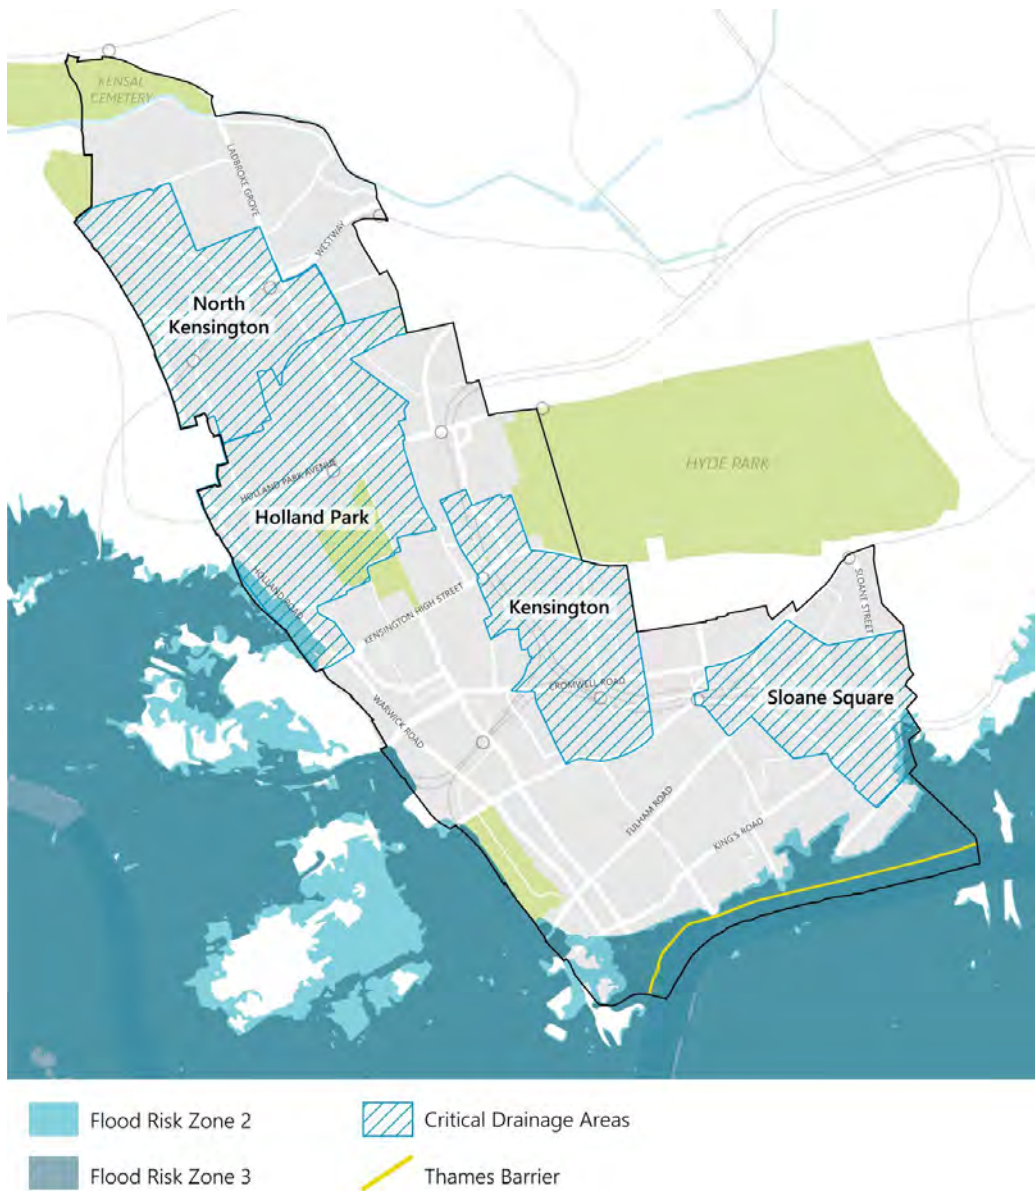 KENSAL
CEMETERY
LADBROKE GROVE
WESTWAY
North
Kensington
HYDE PARK
HOLLAND PARK AVENUE
Holland Park
HOLLAND ROAD
KENSINGTON HIGH STREET
Kensington
SLOANE STREET
CROMWELL ROAD
Sloane Square
WARWICK ROAD
FULHAM ROAD
KING'S ROAD
Flood Risk Zone 2
Critical Drainage Areas
Flood Risk Zone 3
Thames Barrier